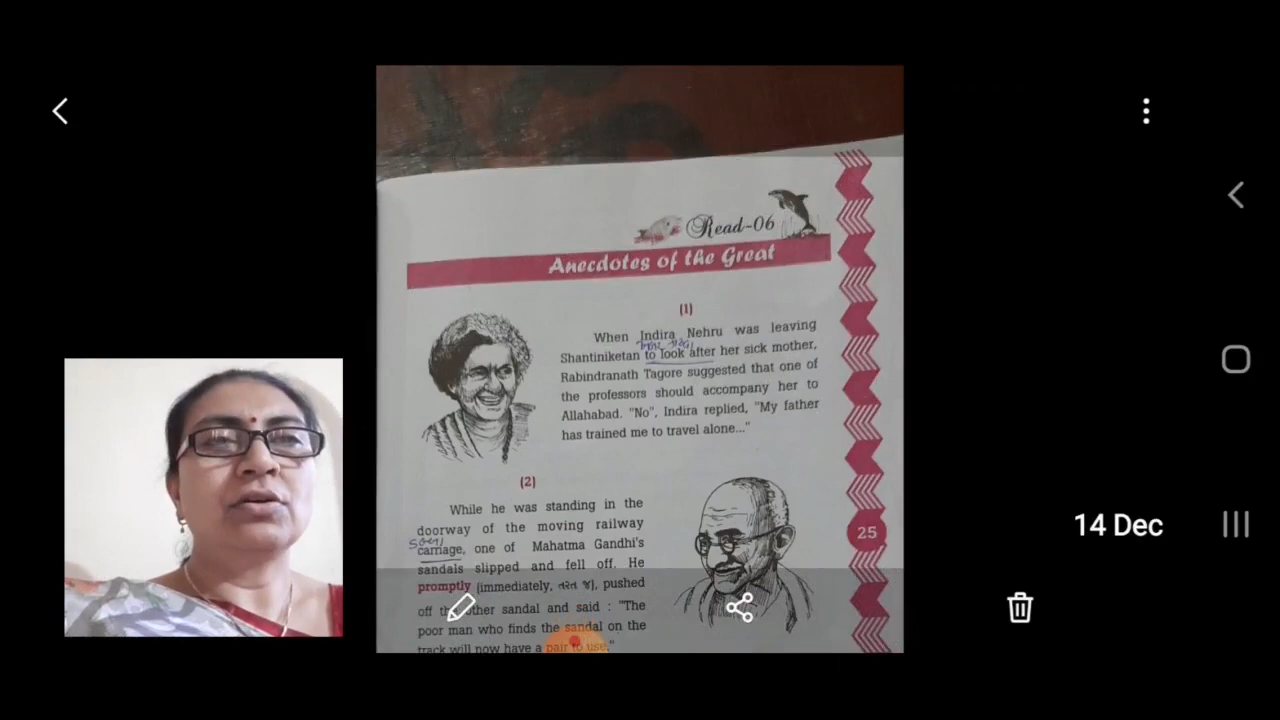 Read-06
Anecdotes of the Great
(1)
When Indira Nehru was leaving
Shantiniketan to look after her sick mother,
Rabindranath Tagore suggested that one of
the professors should accompany her to
Allahabad. "No", Indira replied, "My father
has trained me to travel alone..."
(2)
While he was standing in the
doorway of the moving railway
carriage, one of Mahatma Gandhi's
sandals slipped and fell off. He
promptly (immediately, તરત જ), pushed
off the other sandal and said : "The
poor man who finds the sandal on the
track will now have a pair to use."
25
14 Dec